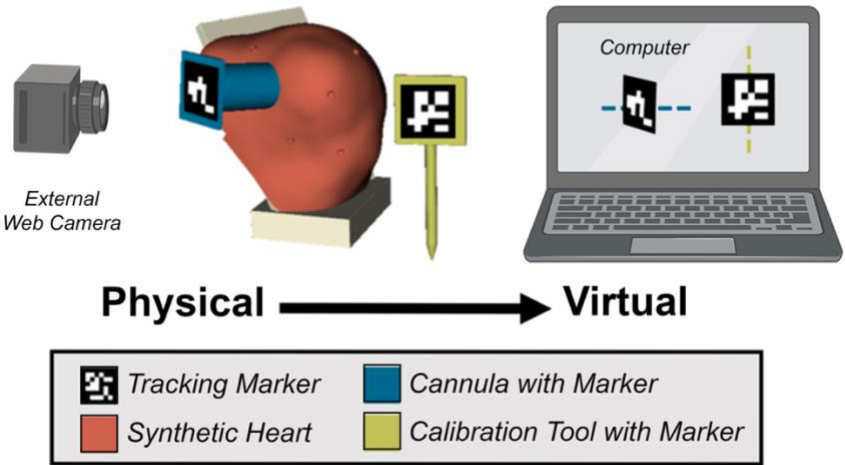 Computer
External
Web Camera
Physical
Virtual
Tracking Marker
Cannula with Marker
Synthetic Heart
Calibration Tool with Marker